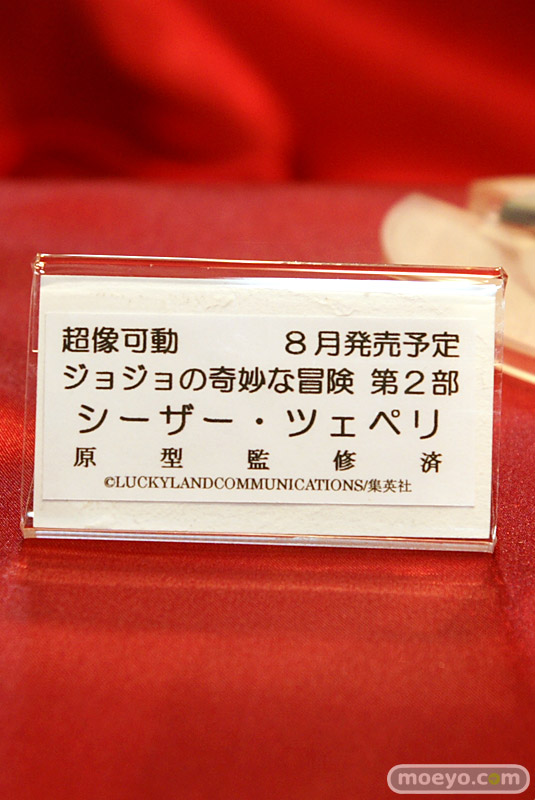 超像可動 8月発売予定
ジョジョの奇妙な冒険 第2部
シーザー・ツェペリ
原型監修済
©LUCKYLANDCOMMUNICATIONS/集英社
moeyo.com